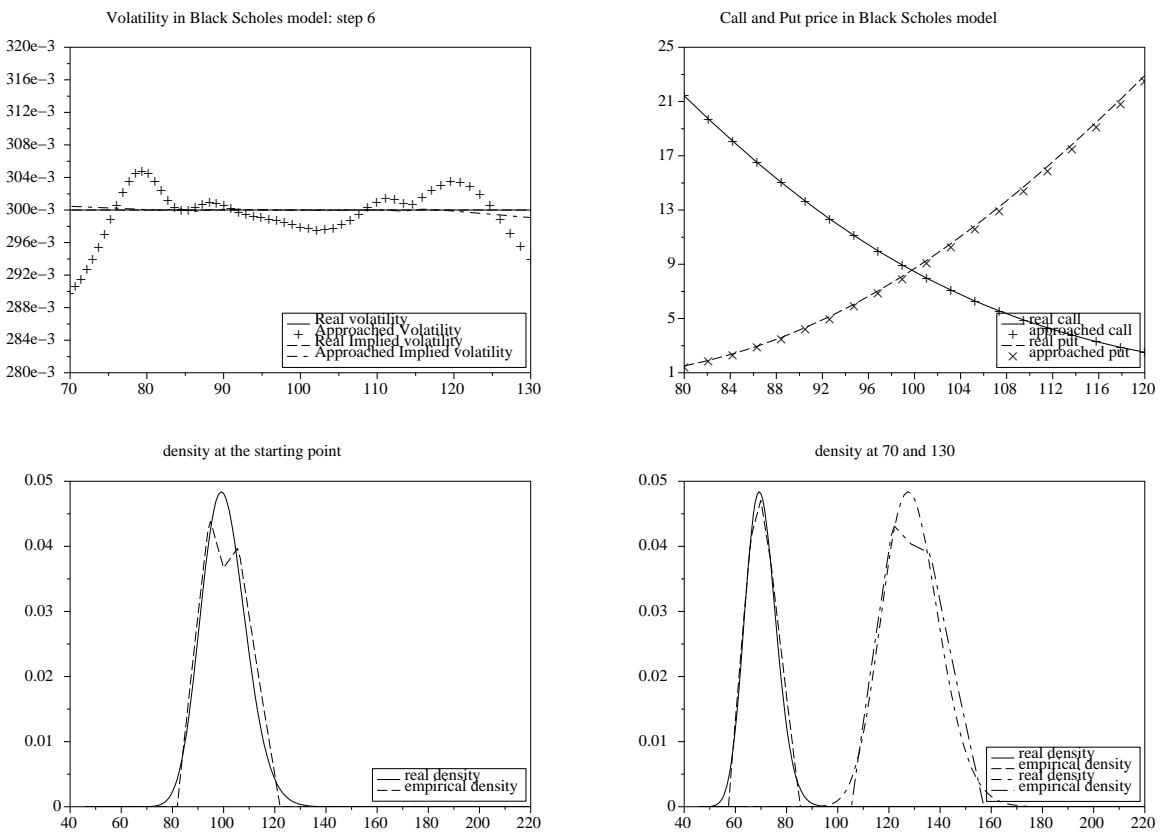 Volatility in Black Scholes model: step 6
320e−3
316e−3
312e−3
308e−3
304e−3
300e−3
296e−3
292e−3
288e−3
284e−3
280e−3
70 80 90 100 110 120 130
Real volatility
Approached Volatility
Real Implied volatility
Approached Implied volatility
Call and Put price in Black Scholes model
25
21
17
13
9
5
1
80 84 88 92 96 100 104 108 112 116 120
real call
approached call
real put
approached put
density at the starting point
0.05
0.04
0.03
0.02
0.01
0
40 60 80 100 120 140 160 180 200 220
real density
empirical density
density at 70 and 130
0.05
0.04
0.03
0.02
0.01
0
40 60 80 100 120 140 160 180 200 220
real density
empirical density
real density
empirical density